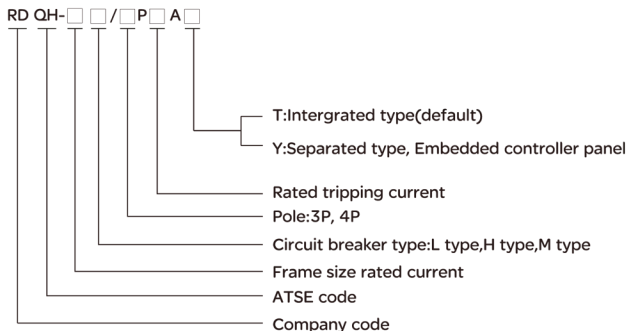 RD QH-□ □/□P□A□
T:Intergrated type(default)
Y:Separated type, Embedded controller panel
Rated tripping current
Pole:3P, 4P
Circuit breaker type:L type,H type,M type
Frame size rated current
ATSE code
Company code